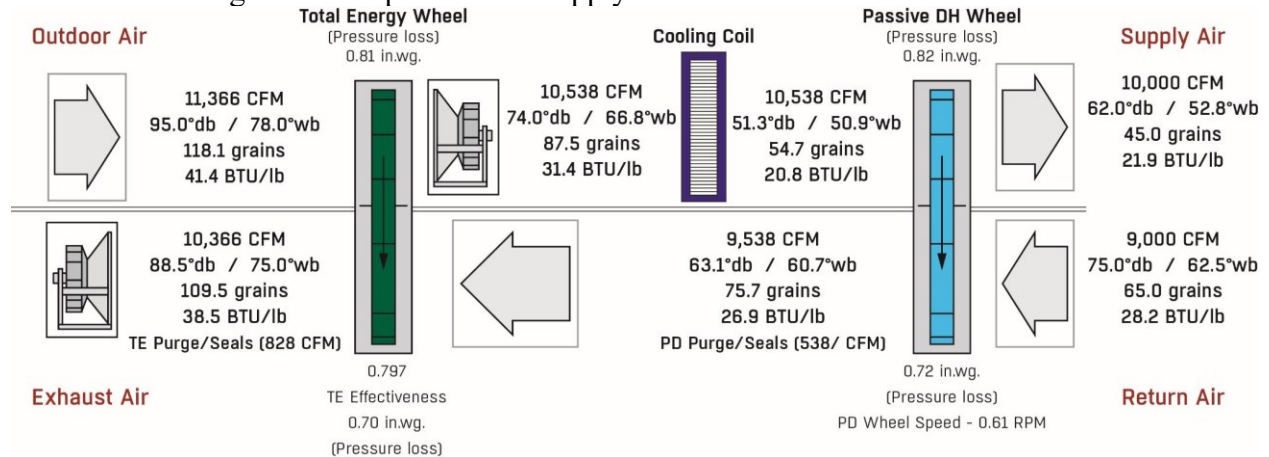 Total Energy Wheel
(Pressure loss)
0.81 in.wg.
Passive DH Wheel
(Pressure loss)
0.82 in.wg.
Outdoor Air
Cooling Coil
Supply Air
11,366 CFM
95.0°db / 78.0°wb
118.1 grains
41.4 BTU/lb
10,538 CFM
74.0°db / 66.8°wb
87.5 grains
31.4 BTU/lb
10,538 CFM
51.3°db / 50.9°wb
54.7 grains
20.8 BTU/lb
10,000 CFM
62.0°db / 52.8°wb
45.0 grains
21.9 BTU/lb
10,366 CFM
88.5°db / 75.0°wb
109.5 grains
38.5 BTU/lb
TE Purge/Seals (828 CFM)
9,538 CFM
63.1°db / 60.7°wb
75.7 grains
26.9 BTU/lb
PD Purge/Seals (538/ CFM)
9,000 CFM
75.0°db / 62.5°wb
65.0 grains
28.2 BTU/lb
Exhaust Air
0.797
TE Effectiveness
0.70 in.wg.
(Pressure loss)
0.72 in.wg.
(Pressure loss)
PD Wheel Speed - 0.61 RPM
Return Air